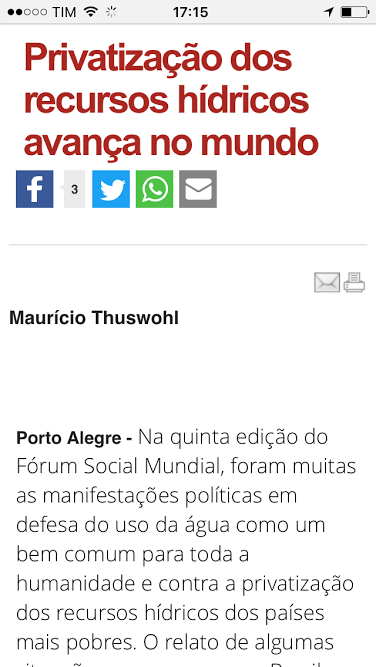 TIM 17:15
Privatização dos
recursos hídricos
avança no mundo
3
Maurício Thuswohl
Porto Alegre - Na quinta edição do
Fórum Social Mundial, foram muitas
as manifestações políticas em
defesa do uso da água como um
bem comum para toda a
humanidade e contra a privatização
dos recursos hídricos dos países
mais pobres. O relato de algumas